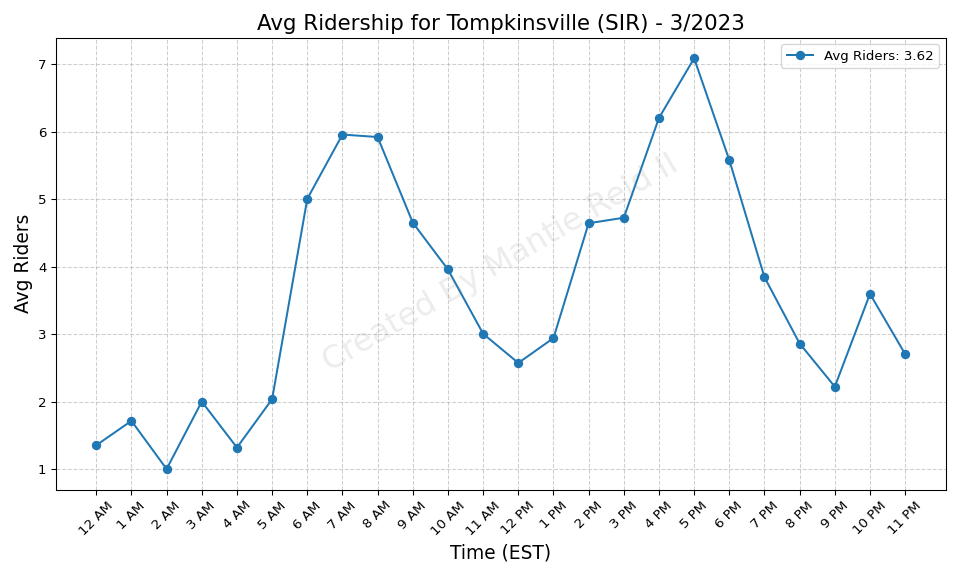 Avg Ridership for Tompkinsville (SIR) - 3/2023
Avg Riders: 3.62
Avg Riders
7
6
5
4
3
2
1
Created By Mantie Reid II
12 AM
1 AM
2 AM
3 AM
4 AM
5 AM
6 AM
7 AM
8 AM
9 AM
10 AM
11 AM
12 PM
1 PM
2 PM
3 PM
4 PM
5 PM
6 PM
7 PM
8 PM
9 PM
10 PM
11 PM
Time (EST)